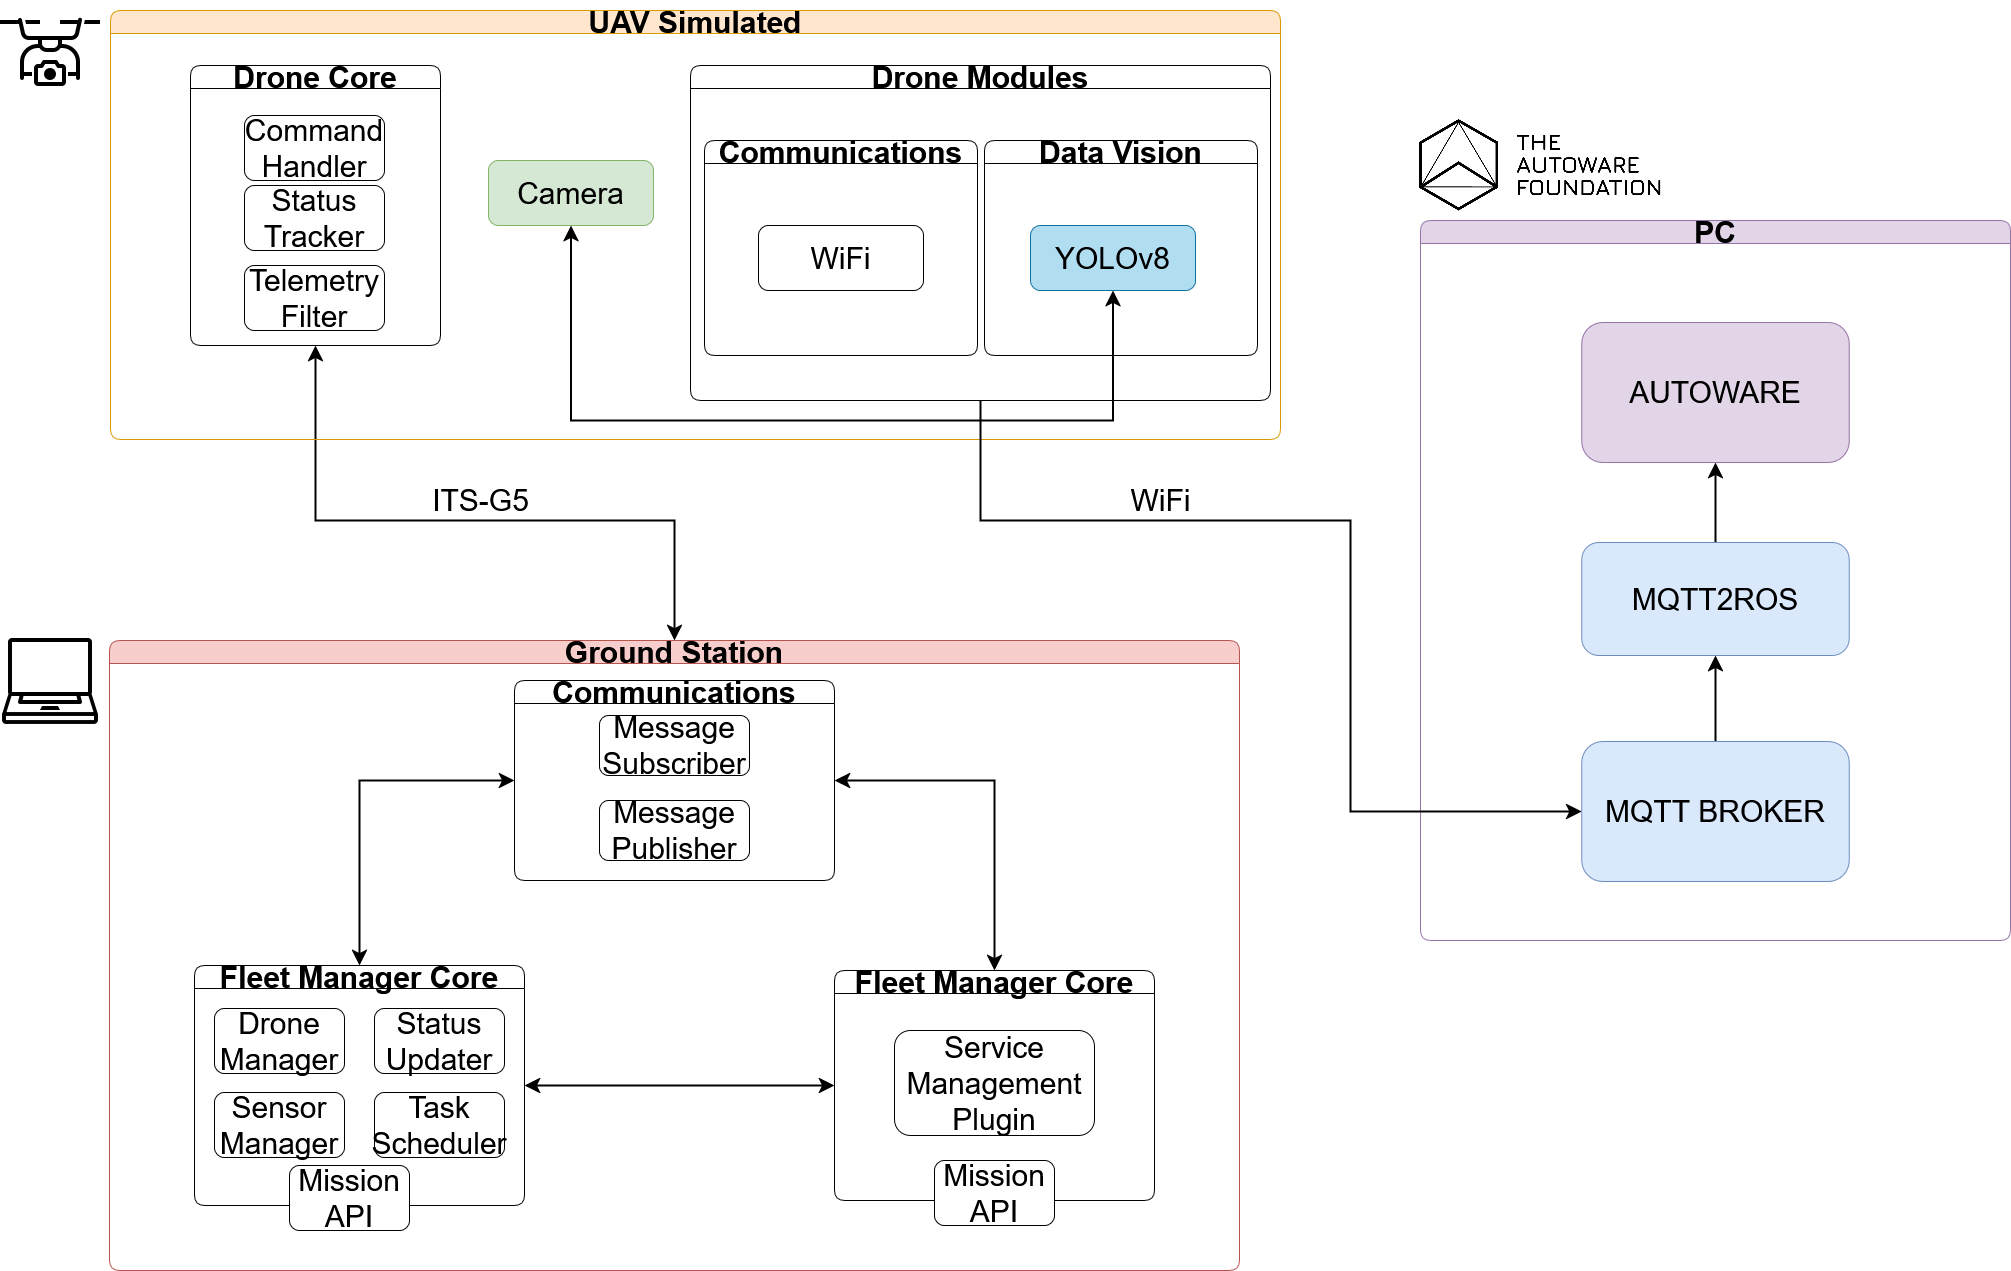 UAV Simulated
Drone Core
Command
Handler
Status
Tracker
Telemetry
Filter
Camera
Drone Modules
Communications
WiFi
Data Vision
YOLOv8
THE
AUTOWARE
FOUNDATION
PC
AUTOWARE
MQTT2ROS
MQTT BROKER
ITS-G5
WiFi
Ground Station
Communications
Message
Subscriber
Message
Publisher
Fleet Manager Core
Drone
Manager
Status
Updater
Sensor
Manager
Task
Scheduler
Mission
API
Fleet Manager Core
Service
Management
Plugin
Mission
API